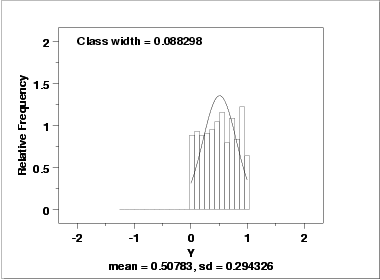 Class width = 0.088298
Relative Frequency
2
1.5
1
0.5
0
-2
-1
0
1
2
Y
mean = 0.50783, sd = 0.294326